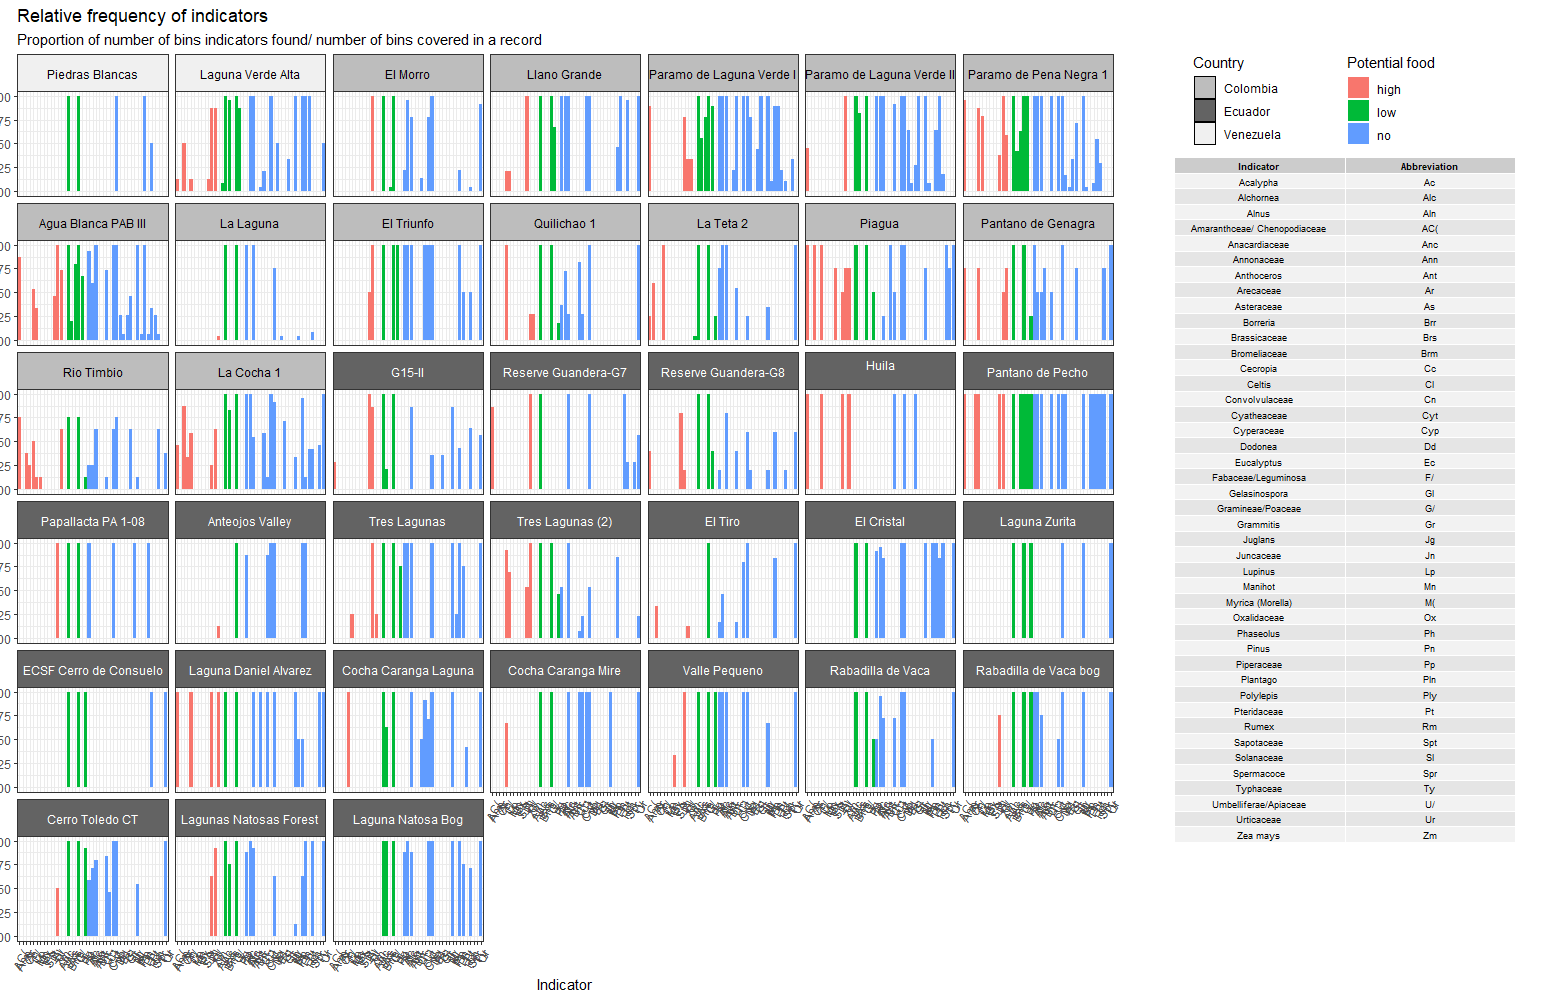 Relative frequency of indicators
Proportion of number of bins indicators found/ number of bins covered in a record
Piedras Blancas
Laguna Verde Alta
El Morro
Llano Grande
Paramo de Laguna Verde I
Paramo de Laguna Verde II
Paramo de Pena Negra 1
Agua Blanca PAB III
La Laguna
El Triunfo
Quilichao 1
La Teta 2
Piagua
Pantano de Genagra
Rio Timbio
La Cocha 1
G15-II
Reserve Guandera-G7
Reserve Guandera-G8
Huila
Pantano de Pecho
Papallacta PA 1-08
Anteojos Valley
Tres Lagunas
Tres Lagunas (2)
El Tiro
El Cristal
Laguna Zurita
ECSF Cerro de Consuelo
Laguna Daniel Alvarez
Cocha Caranga Laguna
Cocha Caranga Mire
Valle Pequeno
Rabadilla de Vaca
Rabadilla de Vaca bog
Cerro Toledo CT
Lagunas Natosas Forest
Laguna Natosa Bog
Indicator
Country
Colombia
Ecuador
Venezuela
Potential food
high
low
no
Indicator Abbreviation
Acalypha Ac
Alchornea Alc
Alnus Aln
Amaranthceae/ Chenopodiaceae AC(
Anacardiaceae Anc
Annonaceae Ann
Anthoceros Ant
Arecaceae Ar
Asteraceae As
Borreria Brr
Brassicaceae Brs
Bromeliaceae Brm
Cecropia Cc
Celtis Cl
Convolvulaceae Cn
Cyatheaceae Cyt
Cyperaceae Cyp
Dodonea Dd
Eucalyptus Ec
Fabaceae/Leguminosa F/
Gelasinospora Gl
Gramineae/Poaceae G/
Grammitis Gr
Juglans Jg
Juncaceae Jn
Lupinus Lp
Manihot Mn
Myrica (Morella) M(
Oxalidaceae Ox
Phaseolus Ph
Pinus Pn
Piperaceae Pp
Plantago Pln
Polylepis Ply
Pteridaceae Pt
Rumex Rm
Sapotaceae Spt
Solanaceae Sl
Spermacoce Spr
Typhaceae Ty
Umbelliferae/Apiaceae U/
Urticaceae Ur
Zea mays Zm